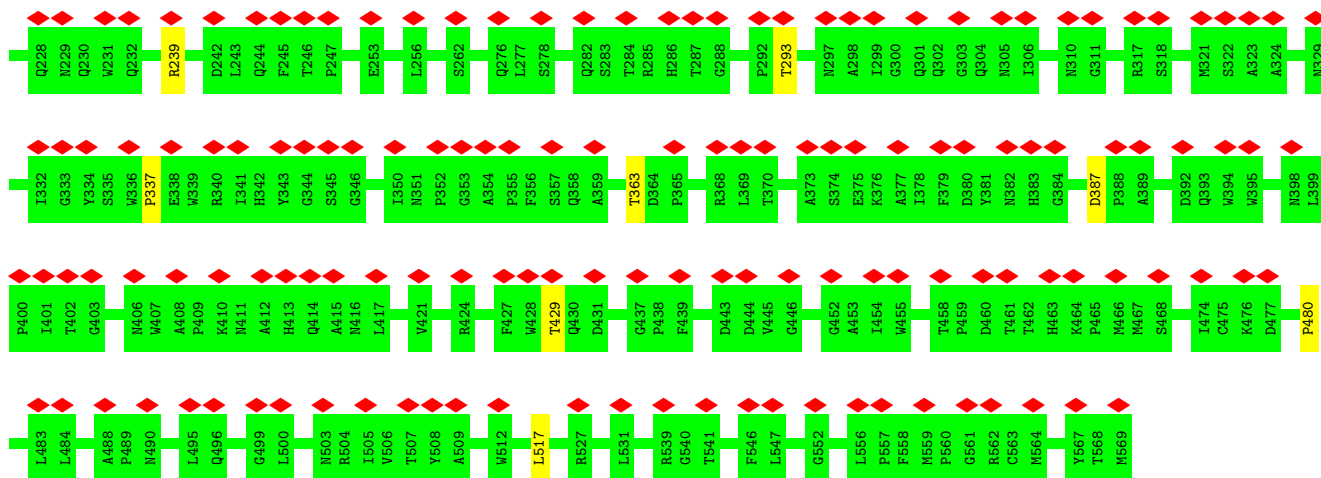 Q228 N229 Q230 W231 Q232 R239 D242 L243 Q244 F245 T246 P247 E253 L256 S262 Q276 L277 S278 Q282 S283 T284 R285 H286 T287 G288 P292 T293 N297 A298 I299 G300 Q301 Q302 G303 Q304 N305 I306 N310 G311 R317 S318 M321 S322 A323 A324 N329
I332 G333 Y334 S335 W336 P337 E338 W339 R340 I341 H342 Y343 G344 S345 G346 I350 N351 P352 G353 A354 P355 F356 S357 Q358 A359 T363 D364 P365 R368 L369 T370 A373 S374 E375 K376 A377 I378 F379 D380 Y381 N382 H383 G384 D387 P388 A389 D392 Q393 W394 W395 N398 L399
P400 I401 T402 G403 N406 W407 A408 P409 K410 N411 A412 H413 Q414 A415 N416 L417 V421 R424 F427 W428 T429 Q430 D431 G437 P438 F439 D443 D444 V445 G446 G452 A453 I454 W455 T458 P459 D460 T461 T462 H463 K464 P465 M466 M467 S468 I474 C475 K476 D477 P480
L483 L484 A488 P489 N490 L495 Q496 G499 L500 N503 R504 I505 V506 T507 Y508 A509 W512 L517 R527 L531 R539 G540 T541 F546 L547 G552 L556 P557 F558 M559 P560 G561 R562 C563 M564 Y567 T568 M569